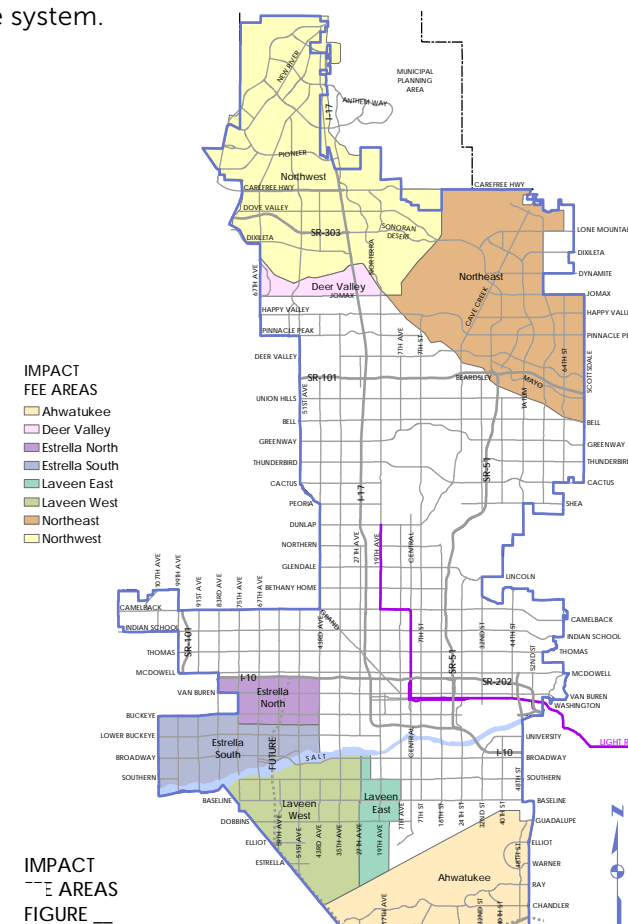 e system.
MUNICIPAL
PLANNING
AREA
NEW RIVER
ANTHEM WAY
I-17
PIONEER
Northwest
CAREFREE HWY
CAREFREE HWY
DOVE VALLEY
SR-303
SONORAN
DESERT
LONE MOUNTAI
DIXILETA
NORTERRA
DIXILETA
67TH AVE
Northeast
DYNAMITE
Deer Valley
JOMAX
JOMAX
CAVE CREEK
HAPPY VALLEY
HAPPY VALL
PINNACLE PEAK
7TH AVE
7TH ST
PINNACLE PE
DEER VALLEY
64TH ST
SCOTTSDALE
SR-101
BEARDSLEY
MAYO
51ST AVE
UNION HILLS
TATUM
BELL
BELL
GREENWAY
GREENWAY
THUNDERBIRD
THUNDERBIR
SR-51
CACTUS
CACTUS
I-17
PEORIA
SHEA
IMPACT
FEE AREAS
Ahwatukee
Deer Valley
Estrella North
Estrella South
Laveen East
Laveen West
Northeast
Northwest
DUNLAP
NORTHERN
27TH AVE
19TH AVE
CENTRAL
GLENDALE
LINCOLN
107TH AVE
99TH AVE
91ST AVE
83RD AVE
75TH AVE
67TH AVE
BETHANY HOME
CAMELBACK
GRAND
CAMELBACK
INDIAN SCHOOL
SR-101
43RD AVE
7TH ST
32ND ST
44TH ST
INDIAN SCHOOL
THOMAS
SR-51
52ND ST
THOMAS
MCDOWELL
I-10
SR-202
MCDOWELL
VAN BUREN
Estrella
North
VAN BUREN
WASHINGTON
BUCKEYE
LOWER BUCKEYE
Estrella
South
FUTURE
CENTRAL
UNIVERSITY
LIGHT R
BROADWAY
SALT
I-10
BROADWAY
SOUTHERN
48TH ST
SOUTHERN
BASELINE
Laveen
West
Laveen
East
BASELINE
DOBBINS
7TH AVE
7TH ST
16TH ST
24TH ST
32ND ST
40TH ST
GUADALUPE
ELLIOT
59TH AVE
51ST AVE
43RD AVE
35TH AVE
27TH AVE
19TH AVE
48TH ST
ELLIOT
ESTRELLA
WARNER
Ahwatukee
RAY
CHANDLER
17TH AVE
32ND ST
40TH ST
N
IMPACT
E AREAS
FIGURE __